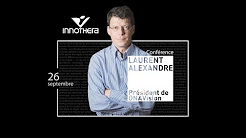 INNOTHERA
Conférence
LAURENT
ALEXANDRE
26
septembre
Président de
DNAVision